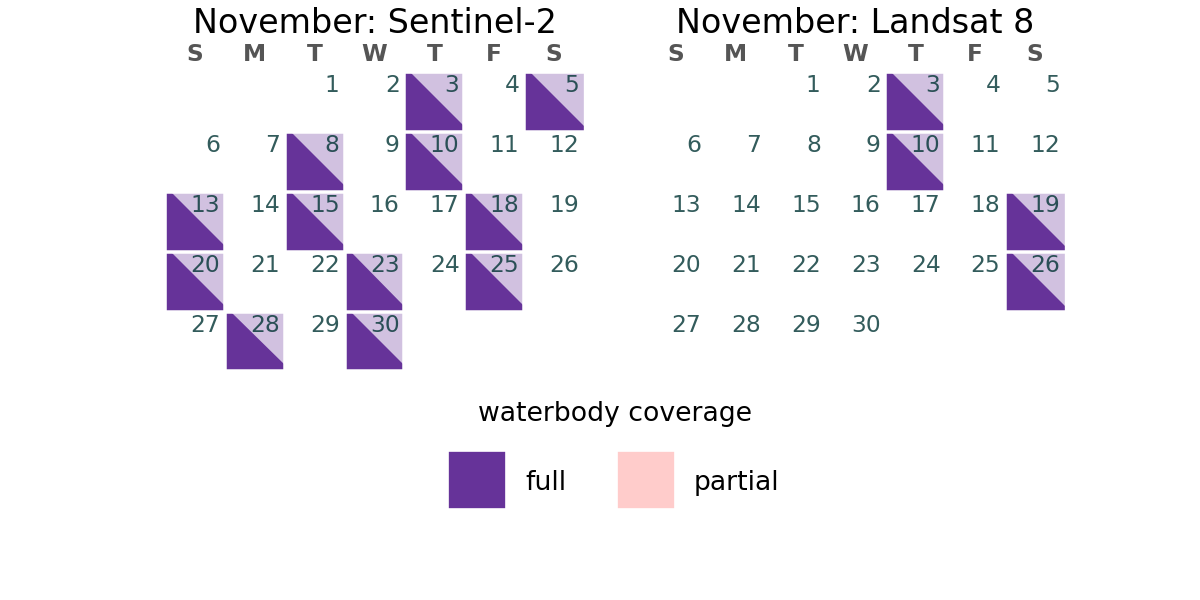 November: Sentinel-2
S M T W T F S
1 2 3 4 5
6 7 8 9 10 11 12
13 14 15 16 17 18 19
20 21 22 23 24 25 26
27 28 29 30
November: Landsat 8
S M T W T F S
1 2 3 4 5
6 7 8 9 10 11 12
13 14 15 16 17 18 19
20 21 22 23 24 25 26
27 28 29 30
waterbody coverage
full partial